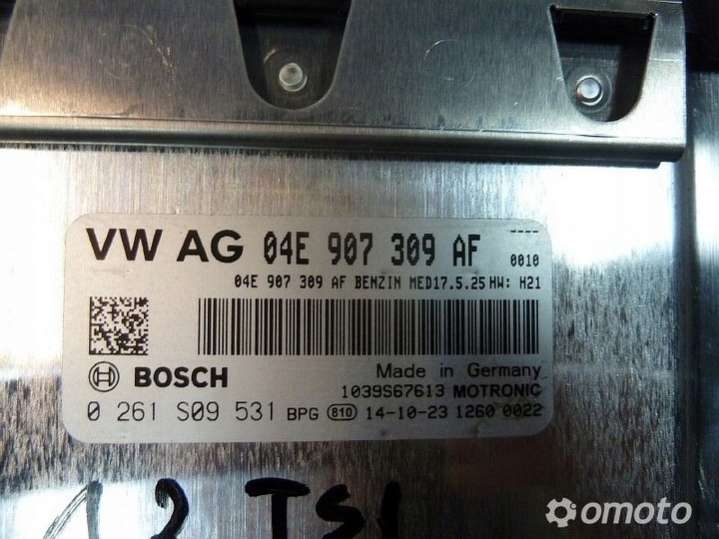 VW AG 04E 907 309 AF 0010
04E 907 309 AF BENZIN MED17.5.25 HW: H21
BOSCH Made in Germany
1039S67613 MOTRONIC
0 261 S09 531 BPG 810 14-10-23 1260 0022
1.2 TSI
omoto